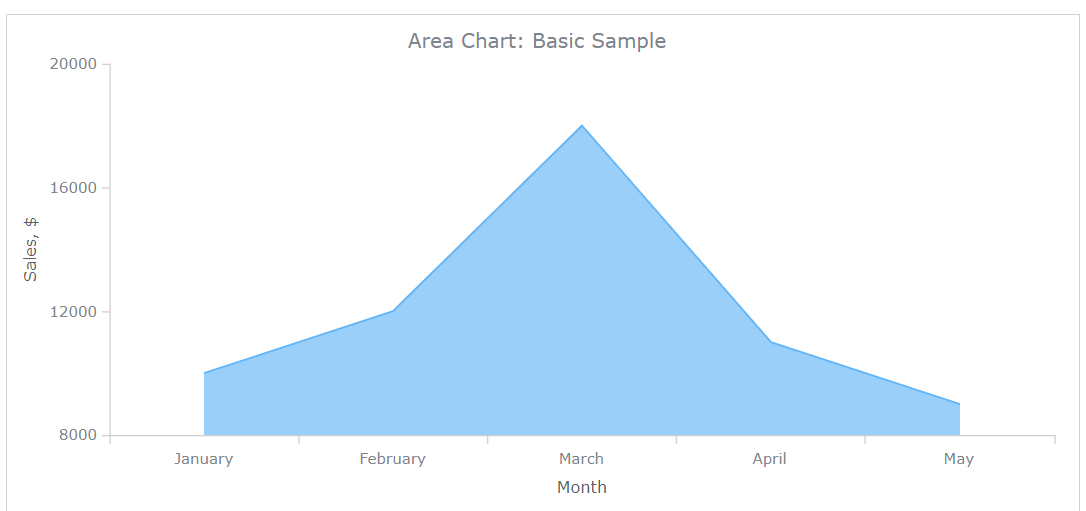 Area Chart: Basic Sample
20000
16000
12000
8000
Sales, $
January February March April May
Month